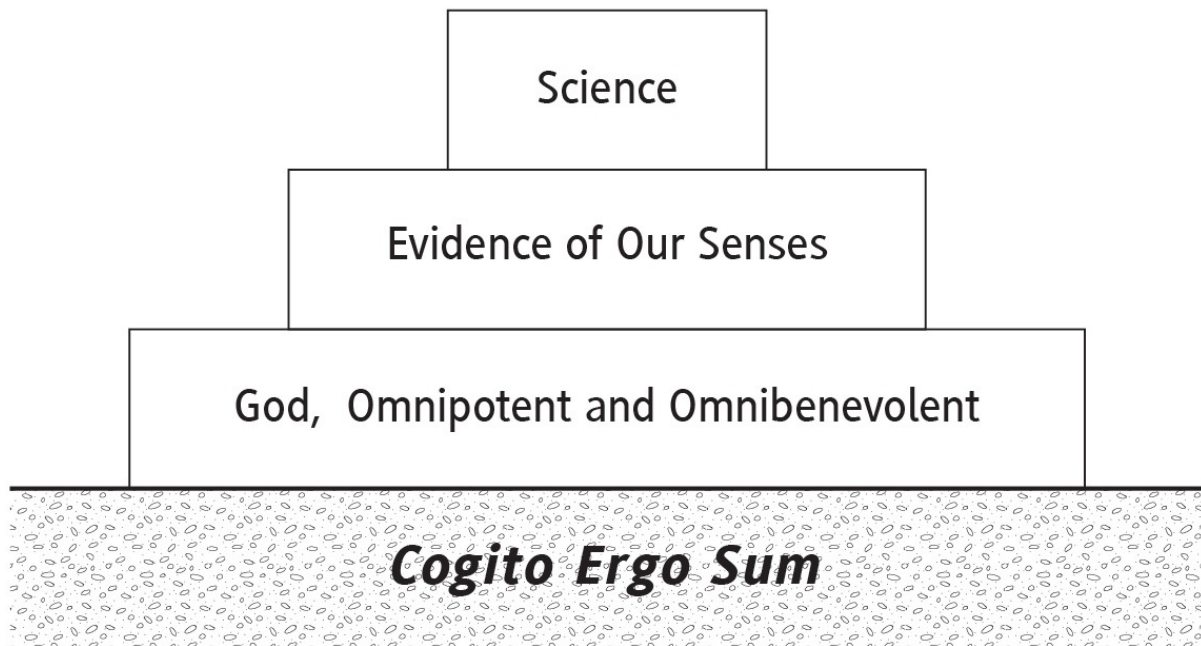 Science
Evidence of Our Senses
God, Omnipotent and Omnibenevolent
Cogito Ergo Sum